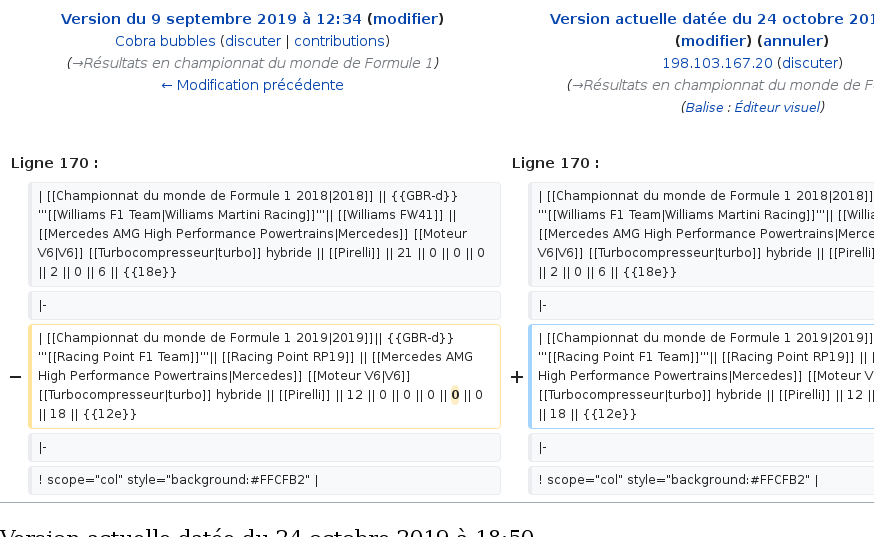 Version du 9 septembre 2019 à 12:34 (modifier)
Cobra bubbles (discuter | contributions)
(→Résultats en championnat du monde de Formule 1)
← Modification précédente
Version actuelle datée du 24 octobre 201
(modifier) (annuler)
198.103.167.20 (discuter)
(→Résultats en championnat du monde de F
(Balise : Éditeur visuel)
Ligne 170 :
| [[Championnat du monde de Formule 1 2018|2018]] || {{GBR-d}}
'''[[Williams F1 Team|Williams Martini Racing]]'''|| [[Williams FW41]] ||
[[Mercedes AMG High Performance Powertrains|Mercedes]] [[Moteur
V6|V6]] [[Turbocompresseur|turbo]] hybride || [[Pirelli]] || 21 || 0 || 0 || 0
|| 2 || 0 || 6 || {{18e}}
|-
− | [[Championnat du monde de Formule 1 2019|2019]]|| {{GBR-d}}
'''[[Racing Point F1 Team]]'''|| [[Racing Point RP19]] || [[Mercedes AMG
High Performance Powertrains|Mercedes]] [[Moteur V6|V6]]
[[Turbocompresseur|turbo]] hybride || [[Pirelli]] || 12 || 0 || 0 || 0 || 0 || 0
|| 18 || {{12e}}
|-
! scope="col" style="background:#FFCFB2" |
Ligne 170 :
| [[Championnat du monde de Formule 1 2018|2018]]
'''[[Williams F1 Team|Williams Martini Racing]]'''|| [[Willia
[[Mercedes AMG High Performance Powertrains|Merce
V6|V6]] [[Turbocompresseur|turbo]] hybride || [[Pirelli
|| 2 || 0 || 6 || {{18e}}
|-
+ | [[Championnat du monde de Formule 1 2019|2019]]
'''[[Racing Point F1 Team]]'''|| [[Racing Point RP19]] || [
High Performance Powertrains|Mercedes]] [[Moteur V
[[Turbocompresseur|turbo]] hybride || [[Pirelli]] || 12 ||
|| 18 || {{12e}}
|-
! scope="col" style="background:#FFCFB2" |
Version actuelle datée du 24 octobre 2019 à 18:50